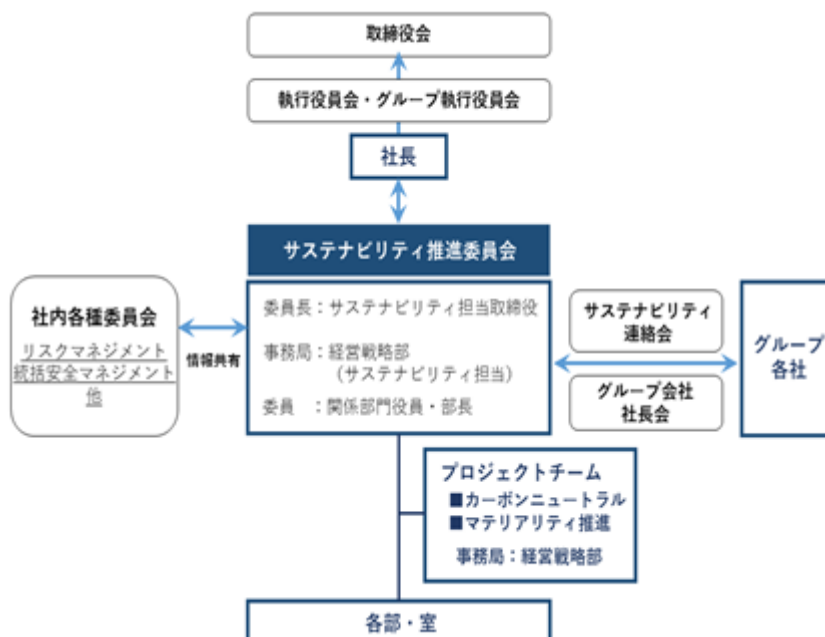 取締役会
執行役員会・グループ執行役員会
社長
サステナビリティ推進委員会
委員長：サステナビリティ担当取締役
事務局：経営戦略部
（サステナビリティ担当）
委員　：関係部門役員・部長
社内各種委員会
リスクマネジメント
統括安全マネジメント
他
情報共有
サステナビリティ
連絡会
グループ会社
社長会
グループ
各社
プロジェクトチーム
■カーボンニュートラル
■マテリアリティ推進
事務局：経営戦略部
各部・室